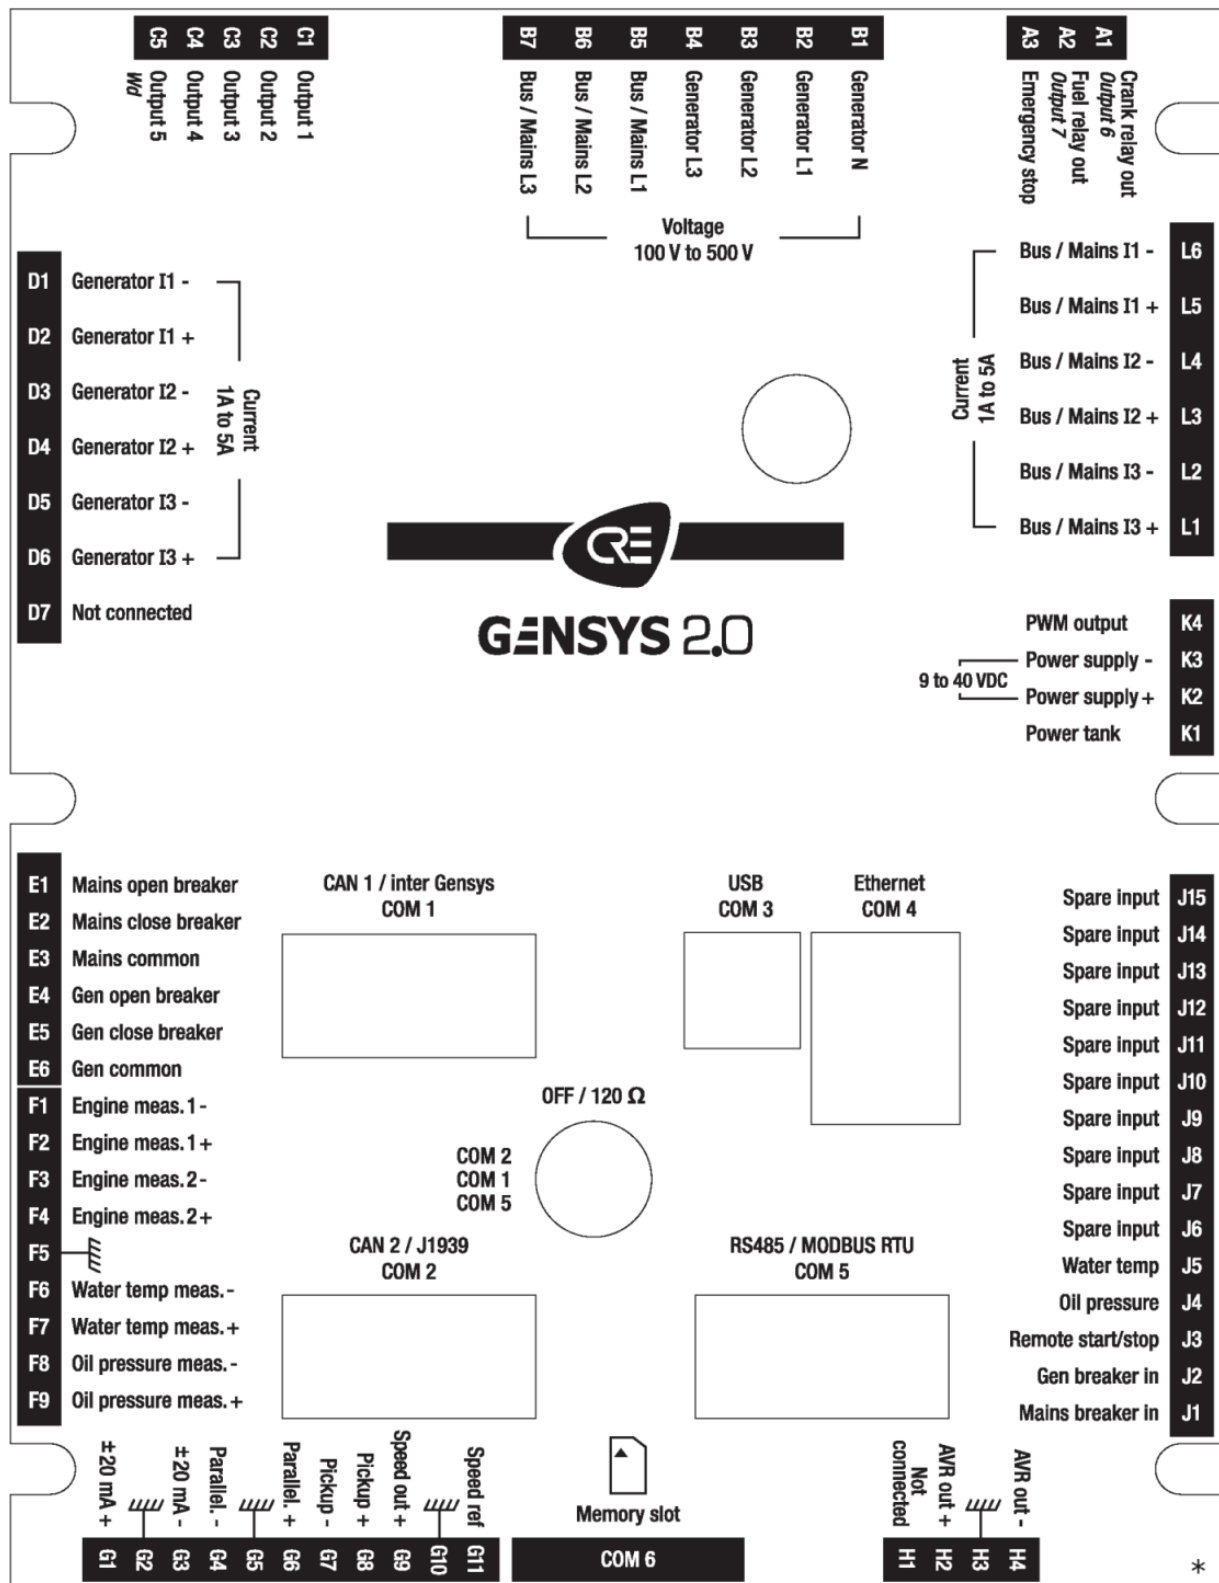 C5 C4 C3 C2 C1
Output 5
Wd
Output 4
Output 3
Output 2
Output 1
B7 B6 B5 B4 B3 B2 B1
Bus / Mains L3
Bus / Mains L2
Bus / Mains L1
Generator L3
Generator L2
Generator L1
Generator N
Voltage
100 V to 500 V
A3 A2 A1
Emergency stop
Fuel relay out
Output 7
Crank relay out
Output 6
D1 Generator I1 -
D2 Generator I1 +
D3 Generator I2 -
D4 Generator I2 +
D5 Generator I3 -
D6 Generator I3 +
D7 Not connected
Current
1A to 5A
Bus / Mains I1 - L6
Bus / Mains I1 + L5
Bus / Mains I2 - L4
Bus / Mains I2 + L3
Bus / Mains I3 - L2
Bus / Mains I3 + L1
Current
1A to 5A
CRE
GENSYS 2.0
PWM output K4
Power supply - K3
Power supply + K2
Power tank K1
9 to 40 VDC
E1 Mains open breaker
E2 Mains close breaker
E3 Mains common
E4 Gen open breaker
E5 Gen close breaker
E6 Gen common
F1 Engine meas. 1 -
F2 Engine meas. 1 +
F3 Engine meas. 2 -
F4 Engine meas. 2 +
F5
F6 Water temp meas. -
F7 Water temp meas. +
F8 Oil pressure meas. -
F9 Oil pressure meas. +
CAN 1 / inter Gensys
COM 1
USB
COM 3
Ethernet
COM 4
OFF / 120 Ω
COM 2
COM 1
COM 5
CAN 2 / J1939
COM 2
RS485 / MODBUS RTU
COM 5
Spare input J15
Spare input J14
Spare input J13
Spare input J12
Spare input J11
Spare input J10
Spare input J9
Spare input J8
Spare input J7
Spare input J6
Water temp J5
Oil pressure J4
Remote start/stop J3
Gen breaker in J2
Mains breaker in J1
± 20 mA +
± 20 mA -
Parallel. -
Parallel. +
Pickup -
Pickup +
Speed out +
Speed ref
G1 G2 G3 G4 G5 G6 G7 G8 G9 G10 G11
Memory slot
COM 6
Not
connected
AVR out +
AVR out -
H1 H2 H3 H4
*